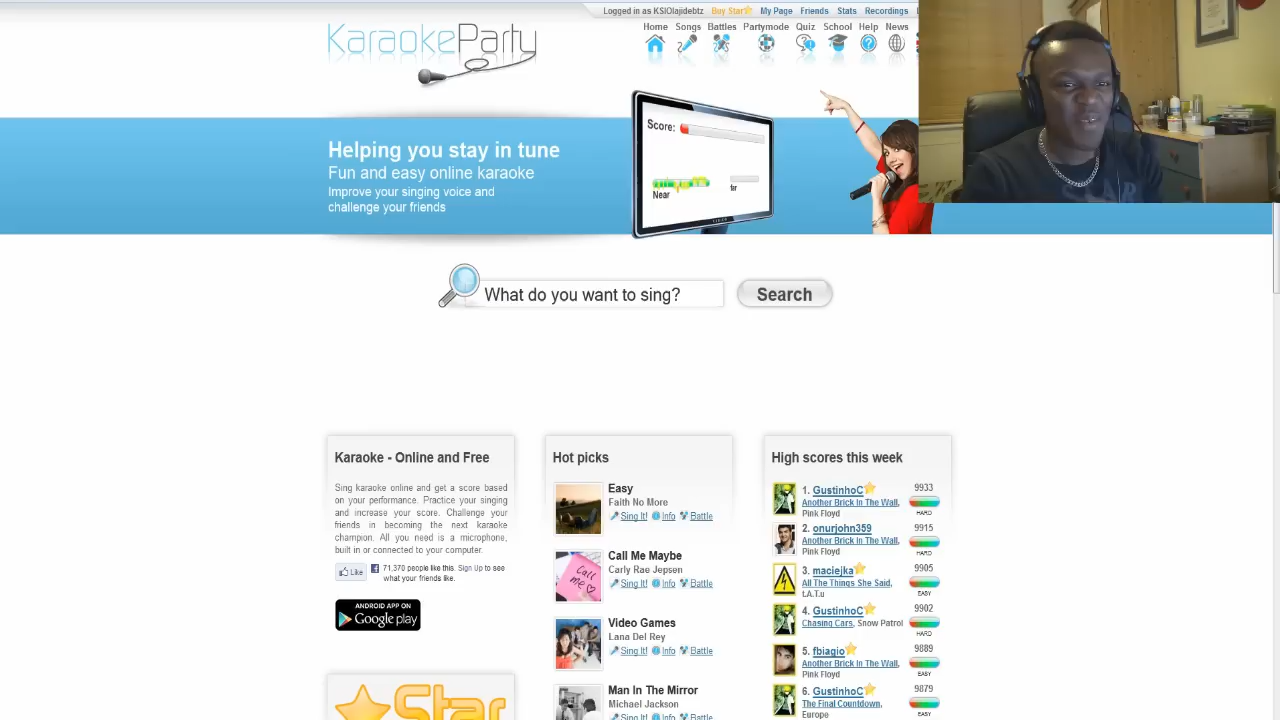 Logged in as KSIOlajidebtz Buy Star My Page Friends Stats Recordings
KaraokeParty
Home Songs Battles Partymode Quiz School Help News
Helping you stay in tune
Fun and easy online karaoke
Improve your singing voice and
challenge your friends
Score:
Near
far
What do you want to sing?
Search
Karaoke - Online and Free
Sing karaoke online and get a score based
on your performance. Practice your singing
and increase your score. Challenge your
friends in becoming the next karaoke
champion. All you need is a microphone,
built in or connected to your computer.
Like
71,370 people like this. Sign Up to see
what your friends like.
ANDROID APP ON
Google play
Star
Hot picks
Easy
Faith No More
Sing It! Info Battle
Call me
Call Me Maybe
Carly Rae Jepsen
Sing It! Info Battle
Video Games
Lana Del Rey
Sing It! Info Battle
Man In The Mirror
Michael Jackson
Sing It! Info Battle
High scores this week
1. GustinhoC 9933
Another Brick In The Wall,
Pink Floyd
HARD
2. onurjohn359 9915
Another Brick In The Wall,
Pink Floyd
HARD
3. maciejka 9905
All The Things She Said,
t.A.T.u
EASY
4. GustinhoC 9902
Chasing Cars, Snow Patrol
HARD
5. fbiagio 9889
Another Brick In The Wall,
Pink Floyd
EASY
6. GustinhoC 9879
The Final Countdown,
Europe
EASY